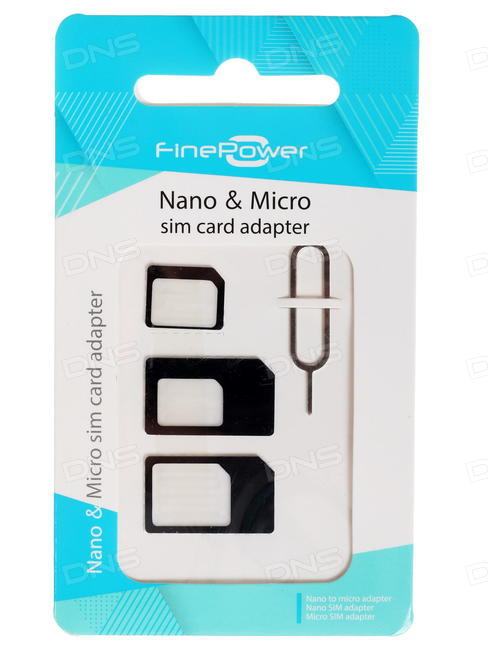 FinePower
Nano & Micro
sim card adapter
Nano & Micro sim card adapter
Nano to micro adapter
Nano SIM adapter
Micro SIM adapter
DNS